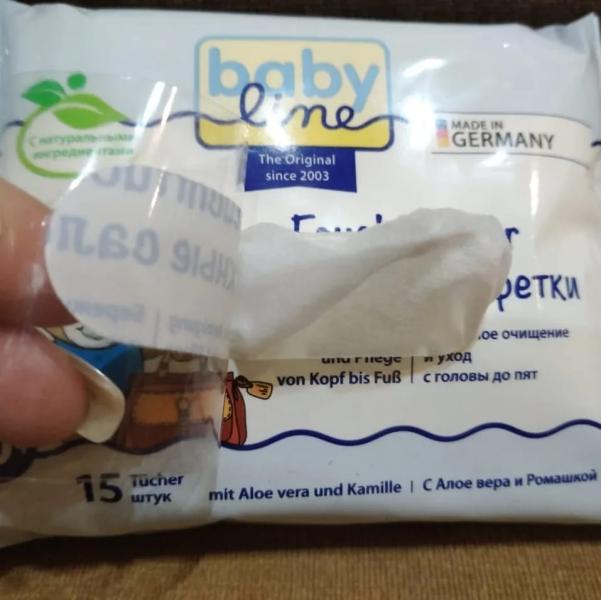 baby
line
MADE IN
GERMANY
С натуральными
ингредиентами
The Original
since 2003
ое очищение
und Pflege | и уход
von Kopf bis Fuß | с головы до пят
15 Tücher
штук
mit Aloe vera und Kamille | С Алое вера и Ромашкой